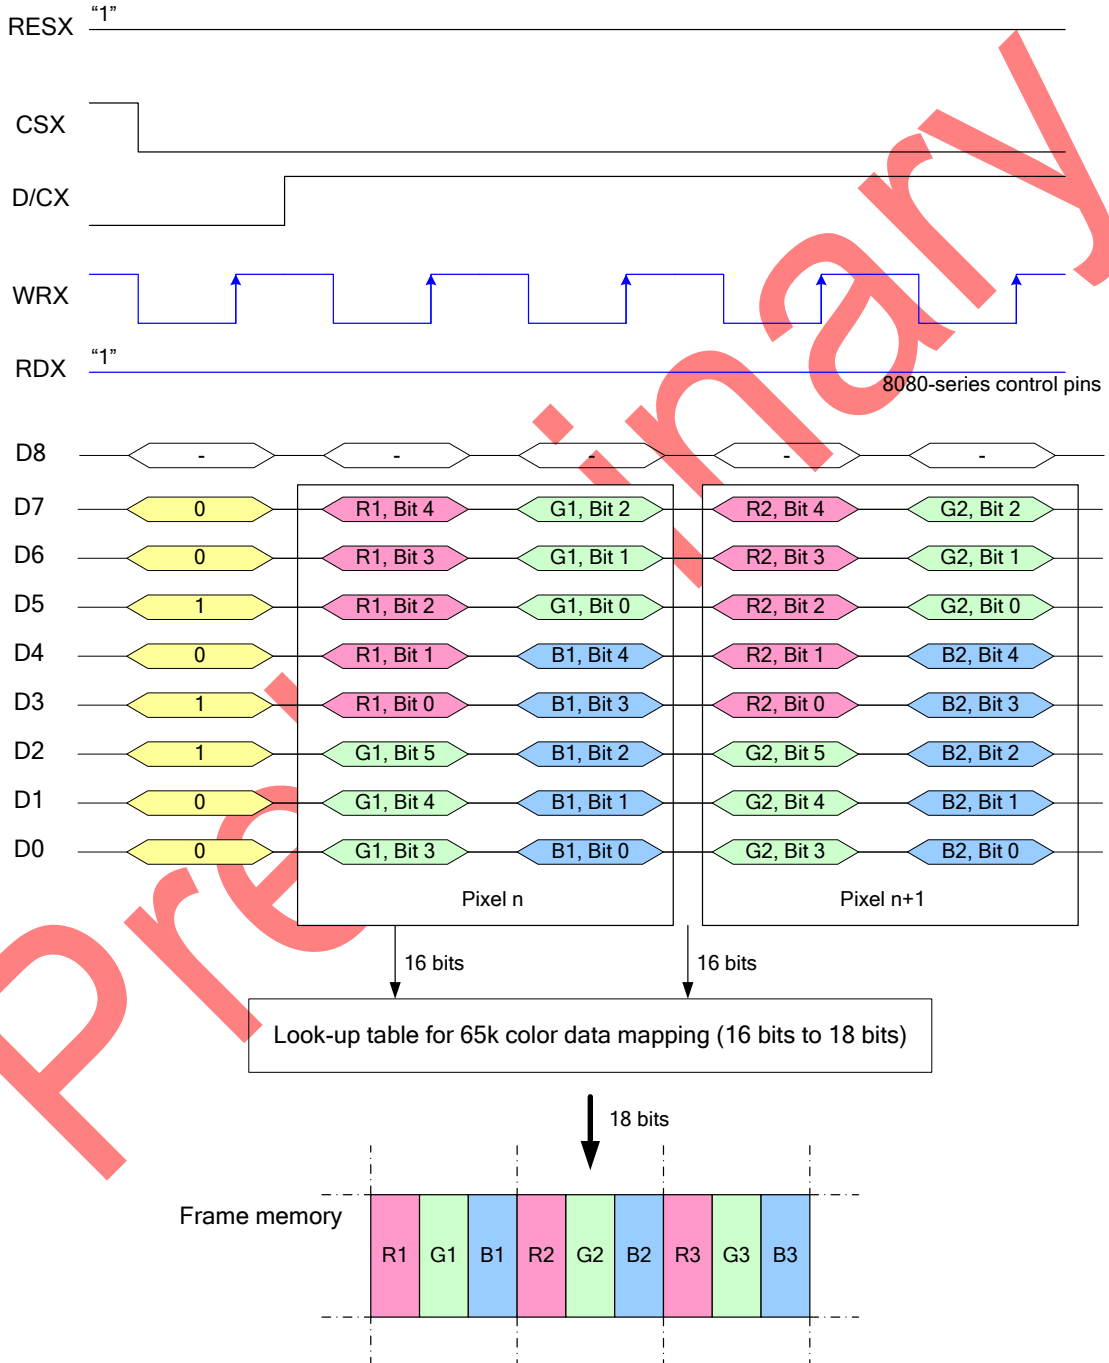 RESX “1”
CSX
D/CX
WRX
RDX “1”
8080-series control pins
D8 - - - - -
D7 0 R1, Bit 4 G1, Bit 2 R2, Bit 4 G2, Bit 2
D6 0 R1, Bit 3 G1, Bit 1 R2, Bit 3 G2, Bit 1
D5 1 R1, Bit 2 G1, Bit 0 R2, Bit 2 G2, Bit 0
D4 0 R1, Bit 1 B1, Bit 4 R2, Bit 1 B2, Bit 4
D3 1 R1, Bit 0 B1, Bit 3 R2, Bit 0 B2, Bit 3
D2 1 G1, Bit 5 B1, Bit 2 G2, Bit 5 B2, Bit 2
D1 0 G1, Bit 4 B1, Bit 1 G2, Bit 4 B2, Bit 1
D0 0 G1, Bit 3 B1, Bit 0 G2, Bit 3 B2, Bit 0
Pixel n Pixel n+1
16 bits 16 bits
Look-up table for 65k color data mapping (16 bits to 18 bits)
18 bits
Frame memory
R1 G1 B1 R2 G2 B2 R3 G3 B3
Preliminary